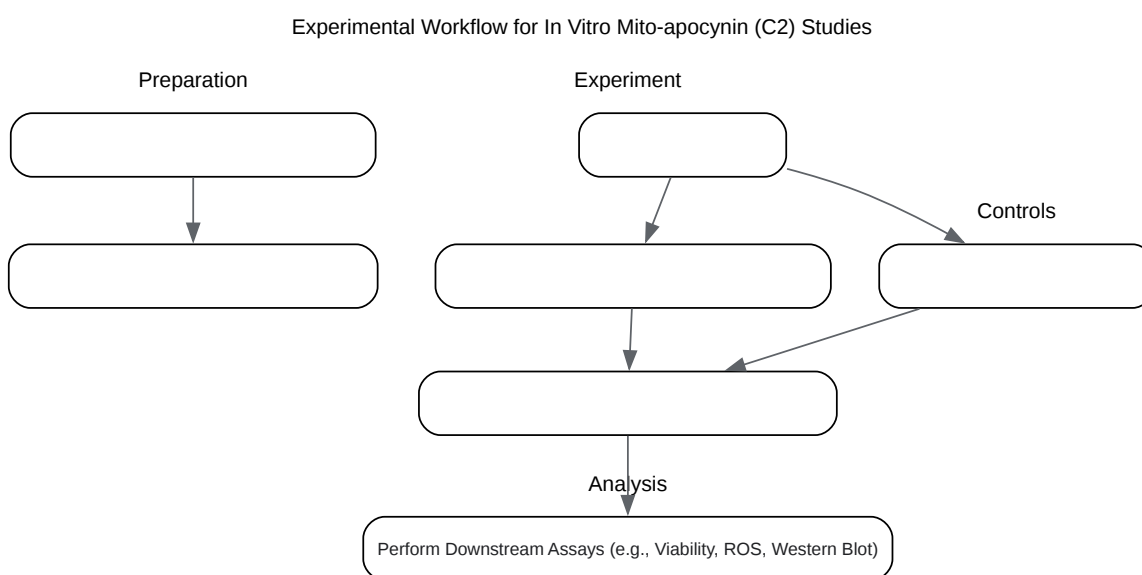 Experimental Workflow for In Vitro Mito-apocynin (C2) Studies
Preparation
Experiment
Controls
Analysis
Perform Downstream Assays (e.g., Viability, ROS, Western Blot)